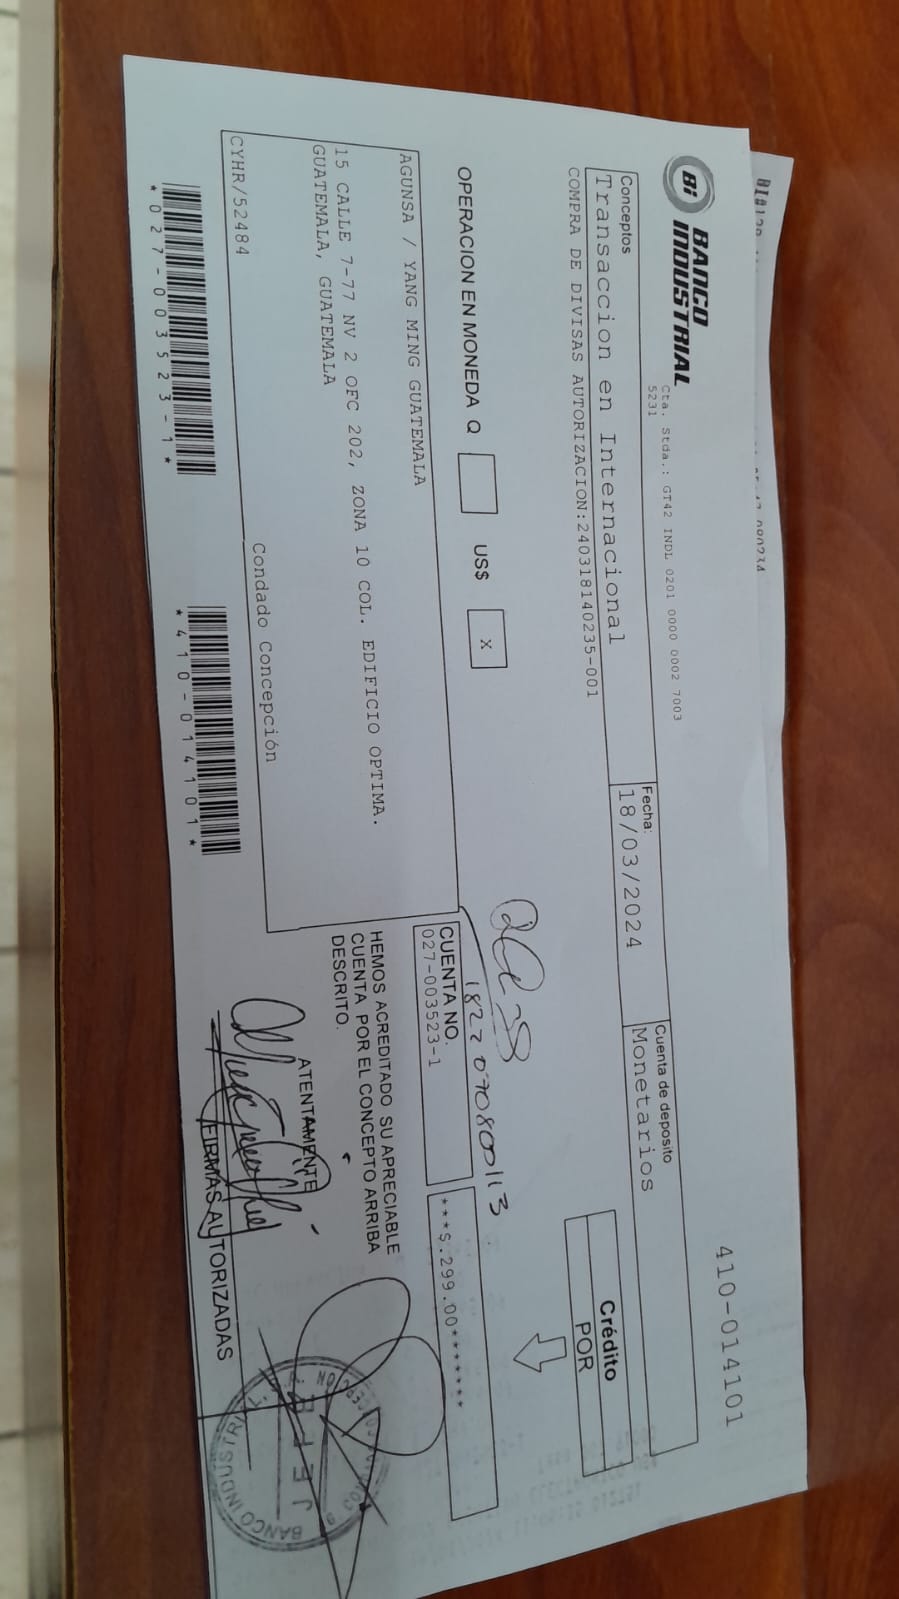 Bi BANCO
INDUSTRIAL
Cta. Stda.: GT42 INDL 0201 0000 0002 7003
5231
410-014101
Conceptos
Transaccion en Internacional
Fecha:
18/03/2024
Cuenta de deposito
Monetarios
COMPRA DE DIVISAS AUTORIZACION:240318140235-001
Crédito
POR
OPERACION EN MONEDA Q
US$ X
1822070800113
AGUNSA / YANG MING GUATEMALA
CUENTA NO.
027-003523-1
***$.299.00*******
15 CALLE 7-77 NV 2 OFC 202, ZONA 10 COL. EDIFICIO OPTIMA.
GUATEMALA, GUATEMALA
HEMOS ACREDITADO SU APRECIABLE
CUENTA POR EL CONCEPTO ARRIBA
DESCRITO.
ATENTAMENTE
CYHR/52484
Condado Concepción
FIRMAS AUTORIZADAS
*027-003523-1*
*410-014101*
BANCO INDUSTRIAL
JEFE